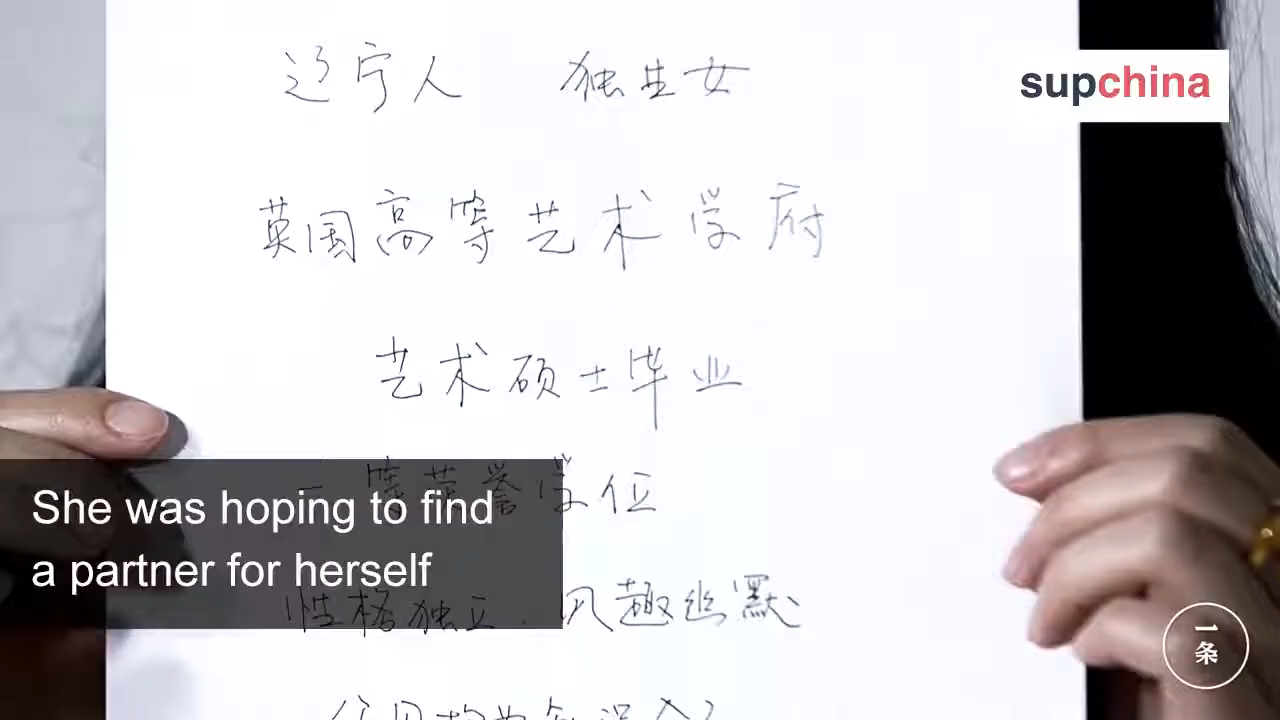 辽宁人 独生女
supchina
英国高等艺术学府
艺术硕士毕业
一等荣誉学位
She was hoping to find
a partner for herself
性格独立、风趣幽默
一条